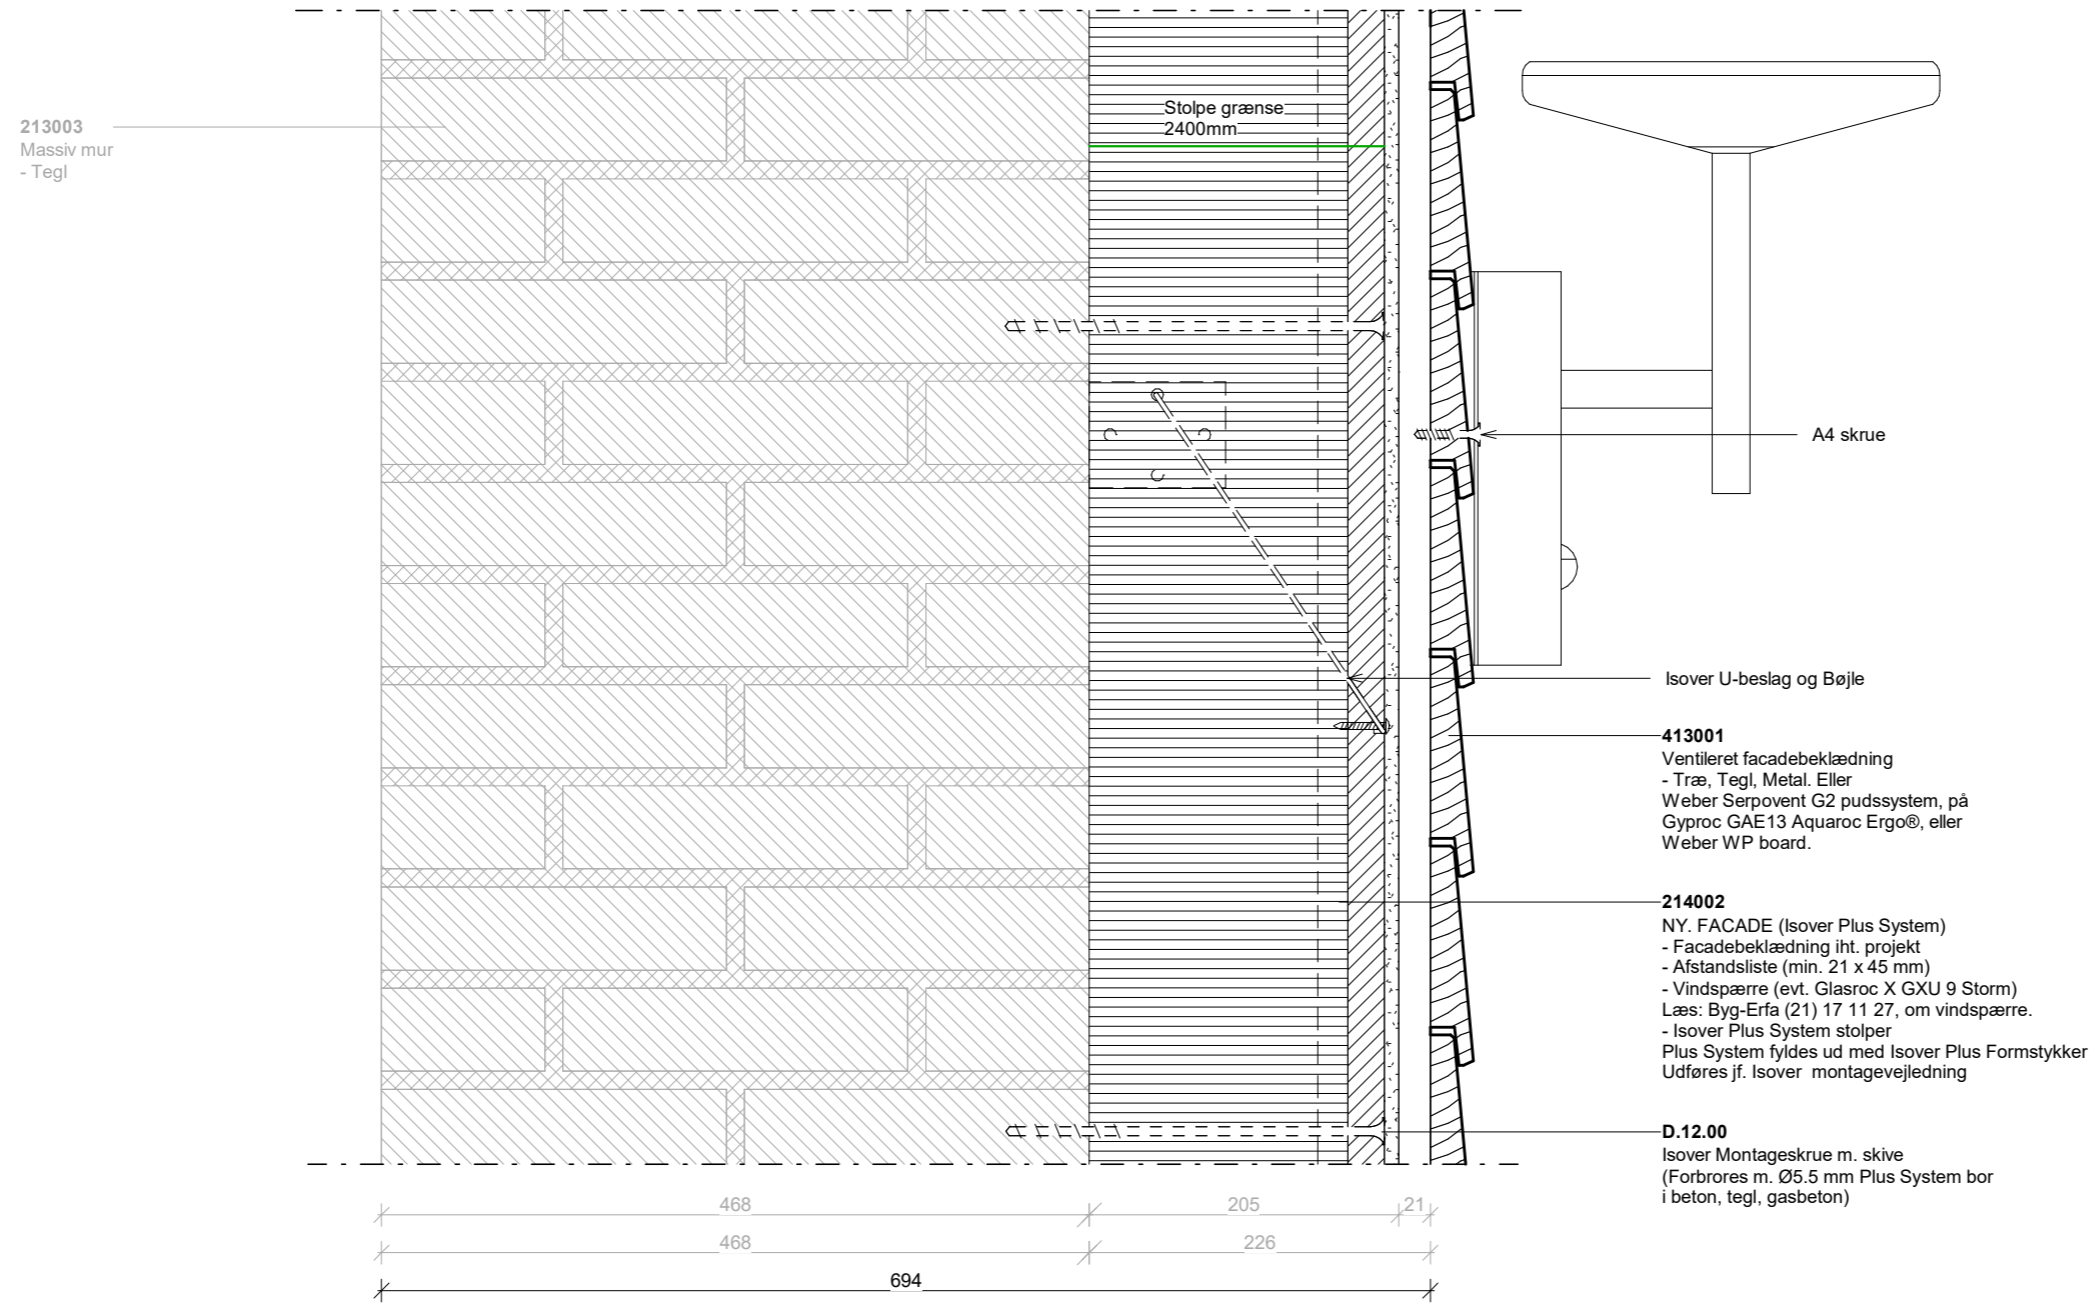 Stolpe grænse
2400mm
213003
Massiv mur
- Tegl
A4 skrue
Isover U-beslag og Bøjle
413001
Ventileret facadebeklædning
- Træ, Tegl, Metal. Eller
Weber Serpovent G2 pudssystem, på
Gyproc GAE13 Aquaroc Ergo®, eller
Weber WP board.
214002
NY. FACADE (Isover Plus System)
- Facadebeklædning iht. projekt
- Afstandsliste (min. 21 x 45 mm)
- Vindspærre (evt. Glasroc X GXU 9 Storm)
Læs: Byg-Erfa (21) 17 11 27, om vindspærre.
- Isover Plus System stolper
Plus System fyldes ud med Isover Plus Formstykker
Udføres jf. Isover  montagevejledning
D.12.00
Isover Montageskrue m. skive
(Forbrores m. Ø5.5 mm Plus System bor
i beton, tegl, gasbeton)
468 205 21
468 226
694